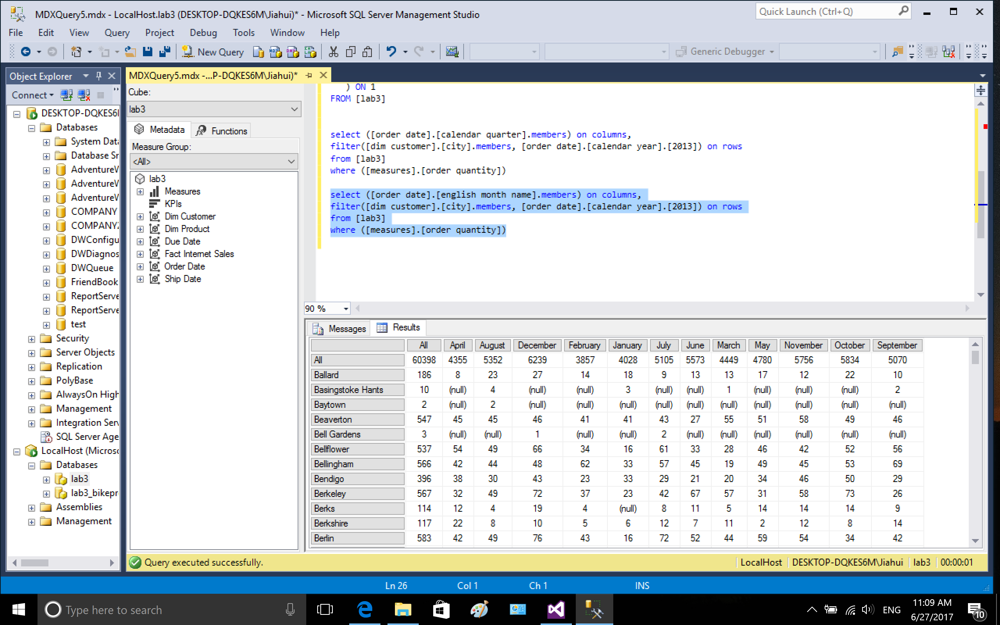 MDXQuery5.mdx - LocalHost.lab3 (DESKTOP-DQKES6M\Jiahui)* - Microsoft SQL Server Management Studio
Quick Launch (Ctrl+Q)
File Edit View Query Project Debug Tools Window Help
New Query
Generic Debugger
Object Explorer
Connect
DESKTOP-DQKES6
Databases
System Data
Database Sn
AdventureW
AdventureW
AdventureW
COMPANY
COMPANY
DWConfigu
DWDiagnos
DWQueue
FriendBook
ReportServe
ReportServe
test
Security
Server Objects
Replication
PolyBase
AlwaysOn High
Management
Integration Serv
SQL Server Age
LocalHost (Microso
Databases
lab3
lab3_bikepr
Assemblies
Management
MDXQuery5.mdx -...P-DQKES6M\Jiahui)*
Cube:
lab3
Metadata Functions
Measure Group:
<All>
lab3
Measures
KPIs
Dim Customer
Dim Product
Due Date
Fact Internet Sales
Order Date
Ship Date
) ON 1
FROM [lab3]
select ([order date].[calendar quarter].members) on columns,
filter([dim customer].[city].members, [order date].[calendar year].[2013]) on rows
from [lab3]
where ([measures].[order quantity])
select ([order date].[english month name].members) on columns,
filter([dim customer].[city].members, [order date].[calendar year].[2013]) on rows
from [lab3]
where ([measures].[order quantity])
90 %
Messages Results
All April August December February January July June March May November October September
All 60398 4355 5352 6239 3857 4028 5105 5573 4449 4780 5756 5834 5070
Ballard 186 8 23 27 14 18 9 13 13 17 12 22 10
Basingstoke Hants 10 (null) 4 (null) (null) 3 (null) (null) 1 (null) (null) (null) 2
Baytown 2 (null) 2 (null) (null) (null) (null) (null) (null) (null) (null) (null) (null)
Beaverton 547 45 45 46 41 41 43 27 55 51 58 49 46
Bell Gardens 3 (null) (null) 1 (null) (null) 2 (null) (null) (null) (null) (null) (null)
Bellflower 537 54 49 66 34 16 61 33 28 46 42 52 56
Bellingham 566 42 44 48 62 33 57 45 19 49 45 53 69
Bendigo 396 38 30 43 23 33 29 21 20 34 46 50 29
Berkeley 567 32 49 72 37 23 42 67 57 31 58 73 26
Berks 114 12 4 19 4 (null) 8 11 5 14 14 14 9
Berkshire 117 22 8 10 5 6 12 7 11 2 12 8 14
Berlin 583 42 49 76 43 16 72 52 44 59 54 34 42
Query executed successfully.
LocalHost DESKTOP-DQKES6M\Jiahui lab3 00:00:01
Ln 26 Col 1 Ch 1 INS
Type here to search
ENG
11:09 AM
6/27/2017
10